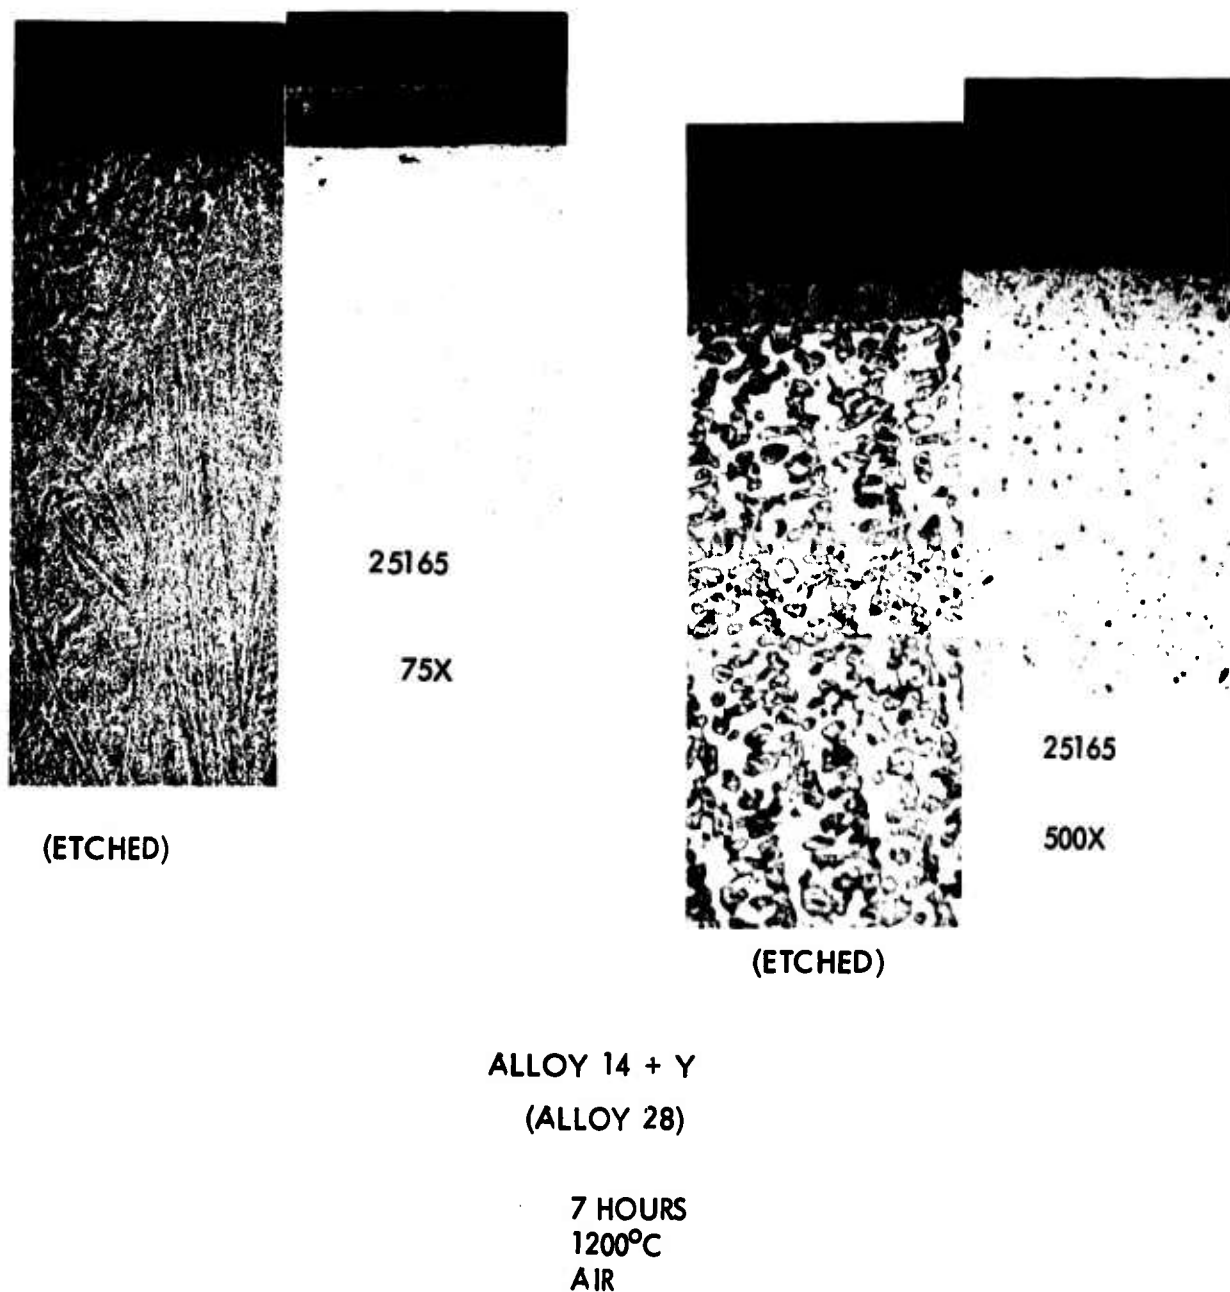 25165
75X
(ETCHED)
25165
500X
(ETCHED)
ALLOY 14 + Y
(ALLOY 28)
7 HOURS
1200°C
AIR